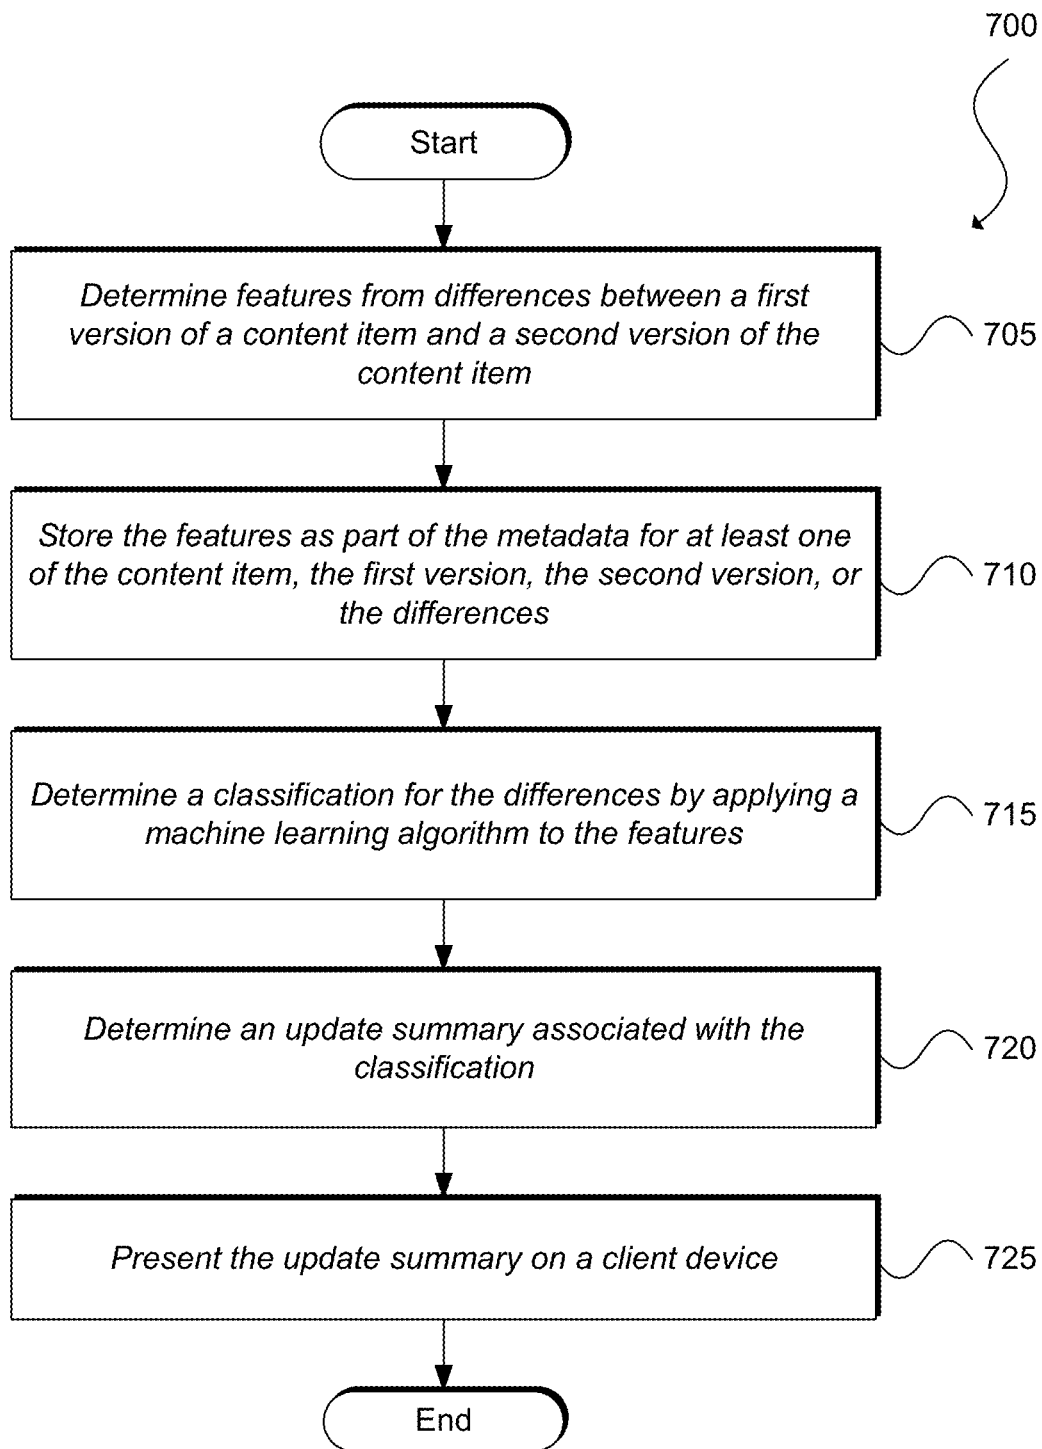 700
Start
Determine features from differences between a first
version of a content item and a second version of the
content item
705
Store the features as part of the metadata for at least one
of the content item, the first version, the second version, or
the differences
710
Determine a classification for the differences by applying a
machine learning algorithm to the features
715
Determine an update summary associated with the
classification
720
Present the update summary on a client device
725
End